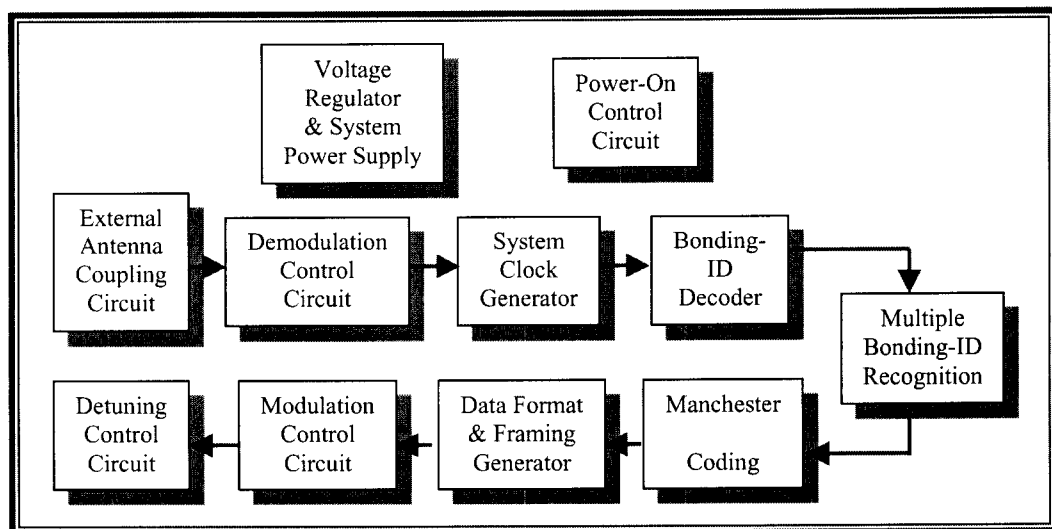 Voltage
Regulator
& System
Power Supply
Power-On
Control
Circuit
External
Antenna
Coupling
Circuit
Demodulation
Control
Circuit
System
Clock
Generator
Bonding-
ID
Decoder
Multiple
Bonding-ID
Recognition
Detuning
Control
Circuit
Modulation
Control
Circuit
Data Format
& Framing
Generator
Manchester
Coding